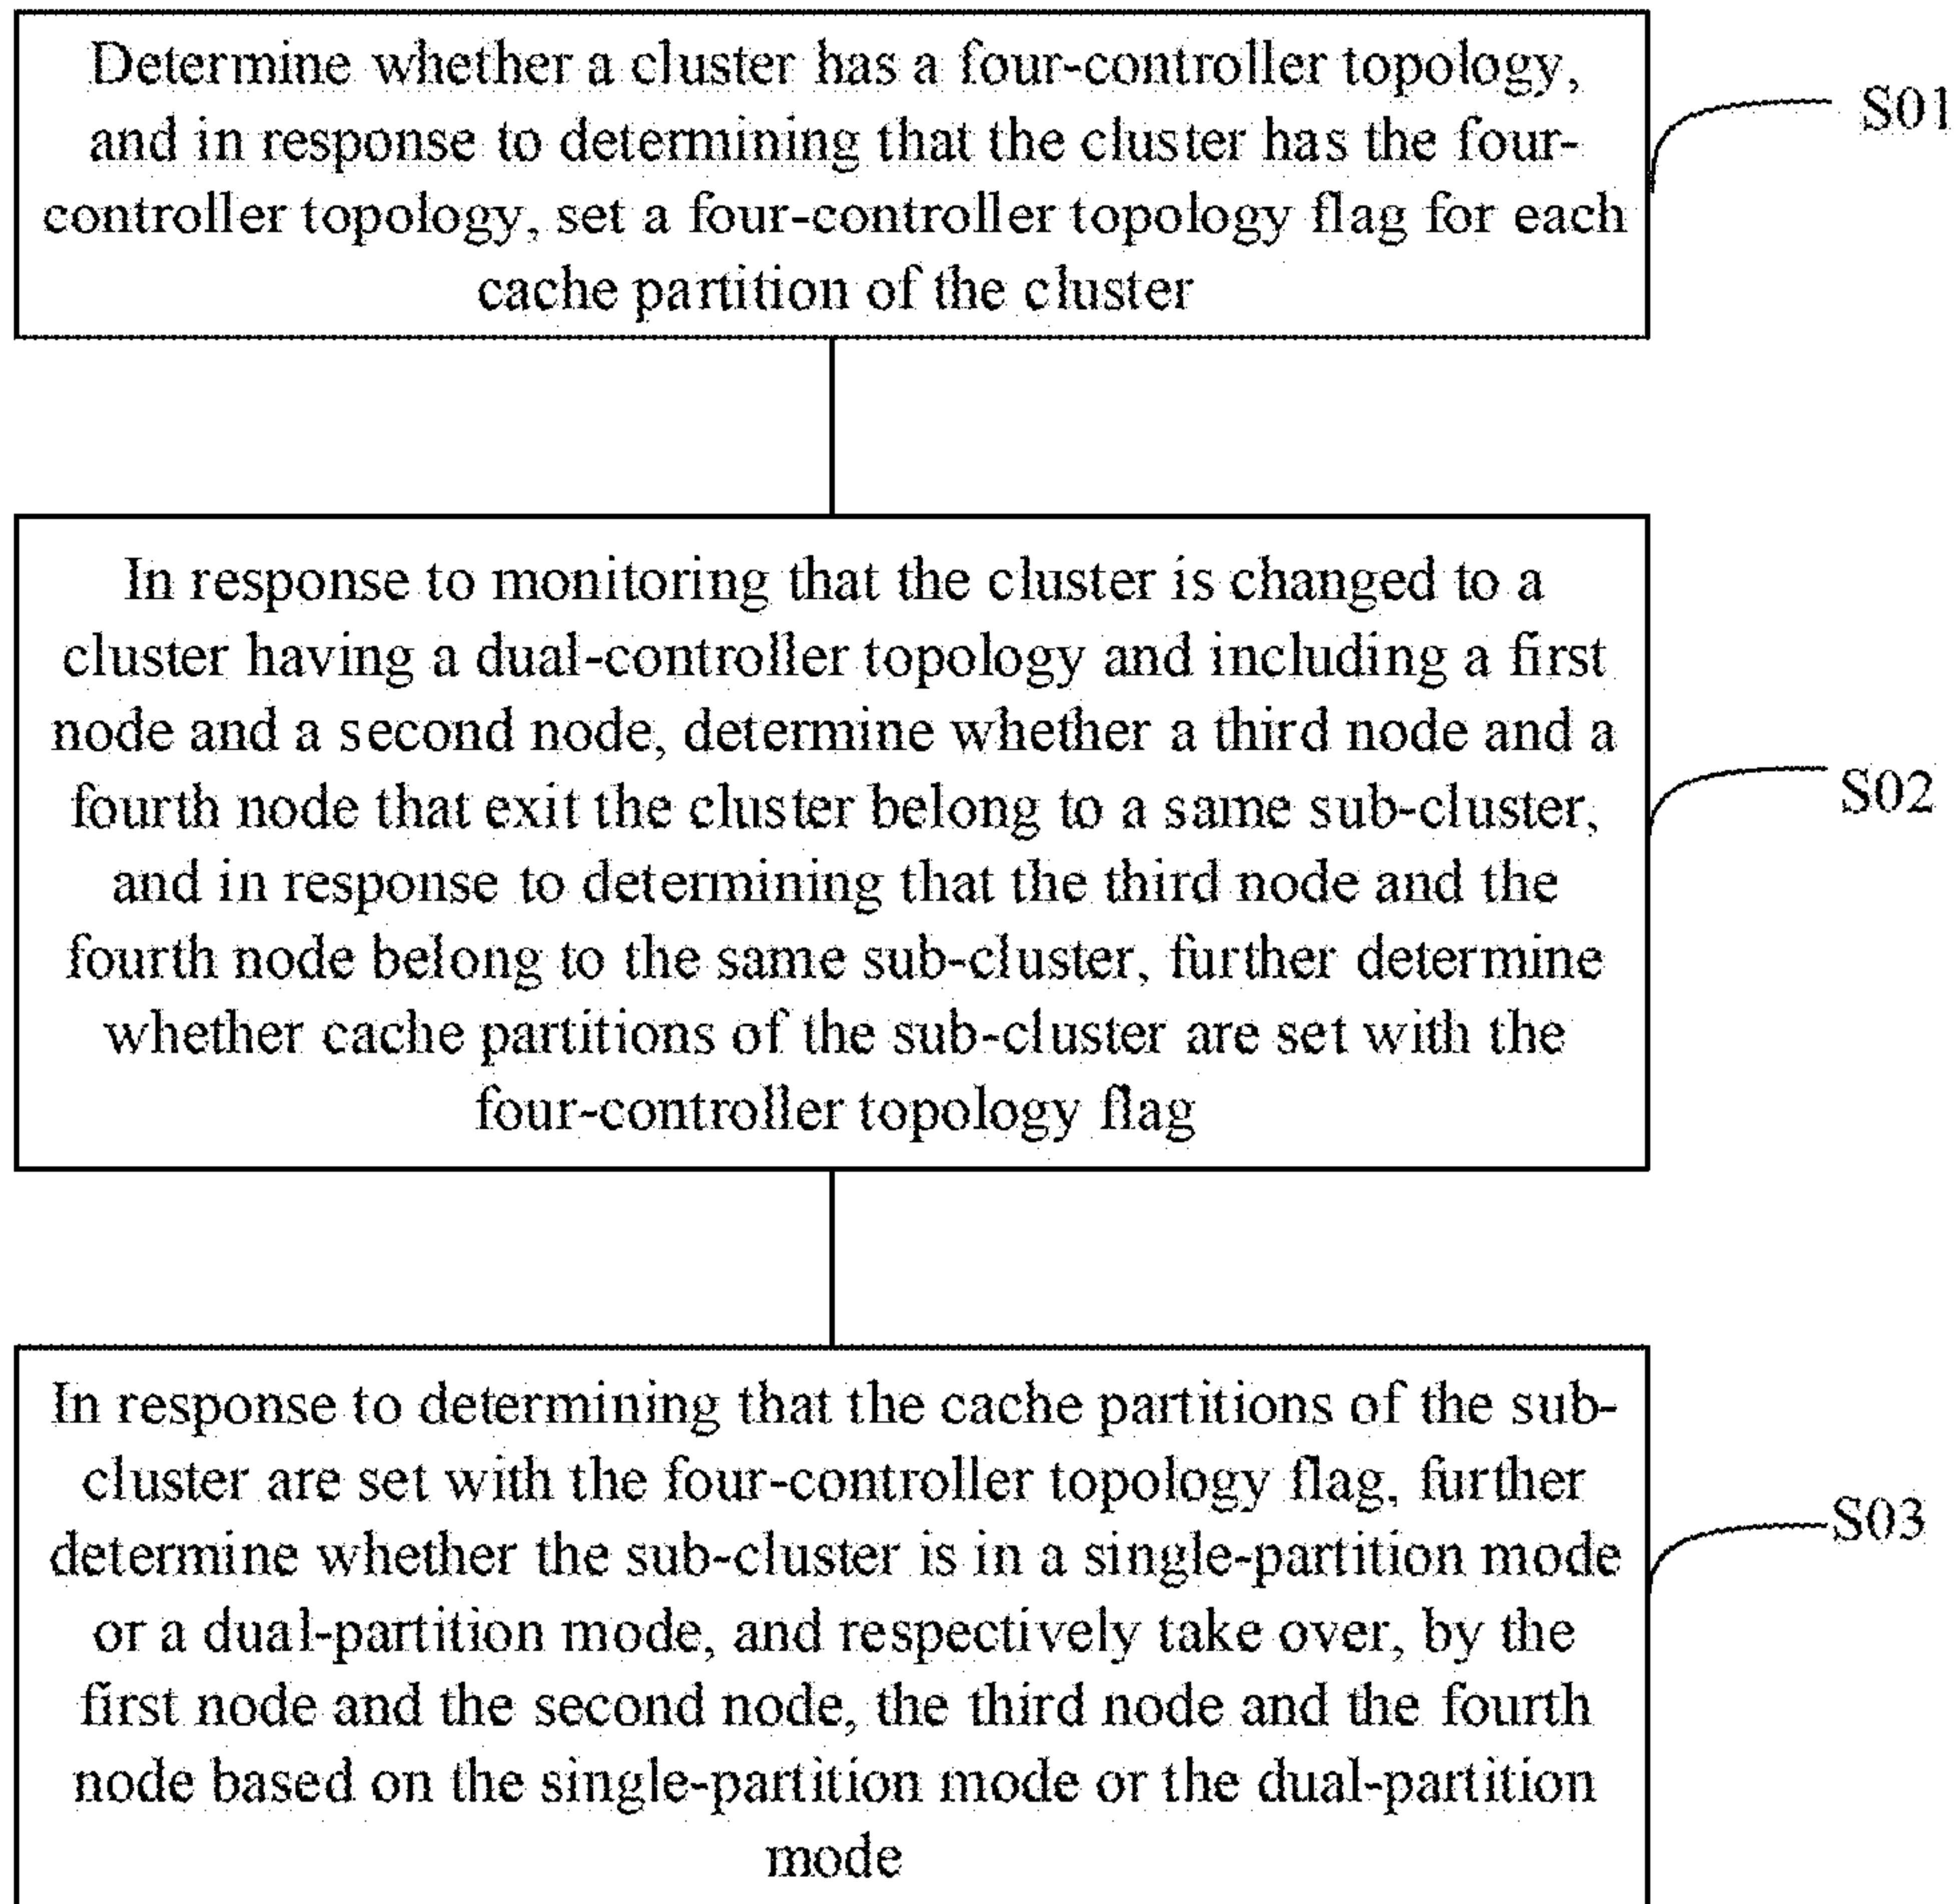 Determine whether a cluster has a four-controller topology,
and in response to determining that the cluster has the four-
controller topology, set a four-controller topology flag for each
cache partition of the cluster
S01
In response to monitoring that the cluster is changed to a
cluster having a dual-controller topology and including a first
node and a second node, determine whether a third node and a
fourth node that exit the cluster belong to a same sub-cluster,
and in response to determining that the third node and the
fourth node belong to the same sub-cluster, further determine
whether cache partitions of the sub-cluster are set with the
four-controller topology flag
S02
In response to determining that the cache partitions of the sub-
cluster are set with the four-controller topology flag, further
determine whether the sub-cluster is in a single-partition mode
or a dual-partition mode, and respectively take over, by the
first node and the second node, the third node and the fourth
node based on the single-partition mode or the dual-partition
mode
S03